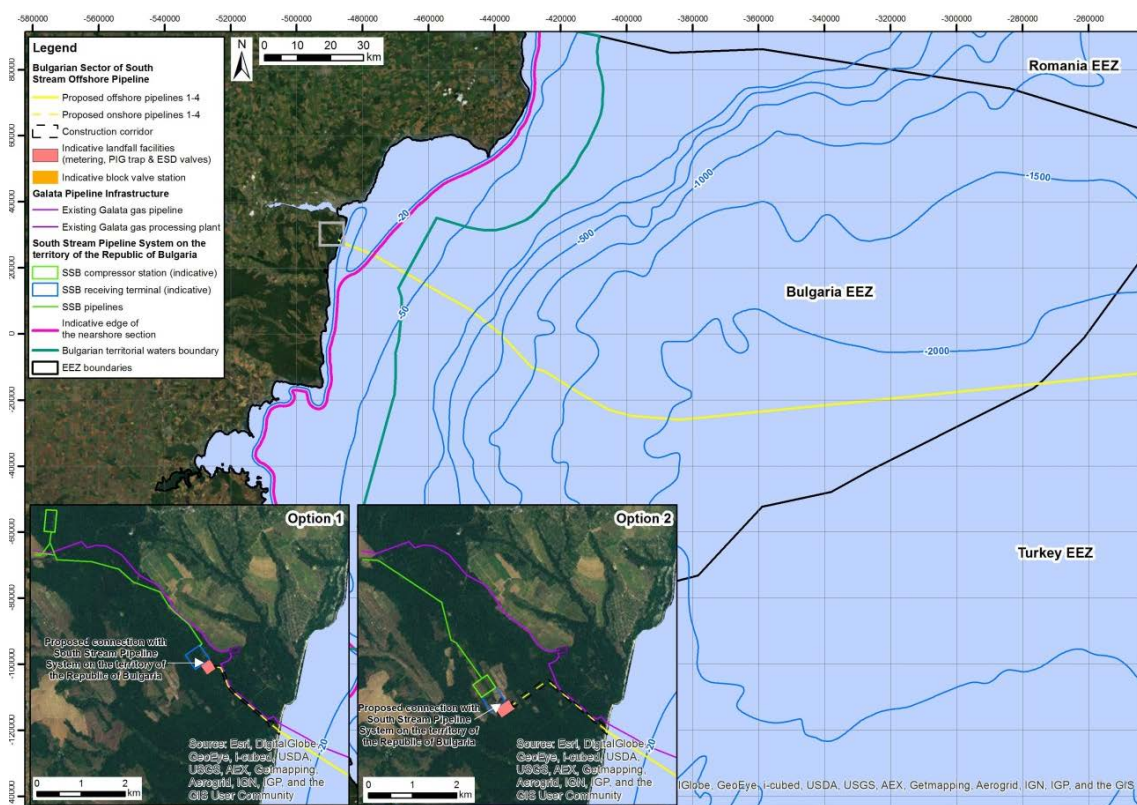 -580000 -560000 -540000 -520000 -500000 -480000 -460000 -440000 -420000 -400000 -380000 -360000 -340000 -320000 -300000 -280000 -260000
Legend
Bulgarian Sector of South
Stream Offshore Pipeline
Proposed offshore pipelines 1-4
Proposed onshore pipelines 1-4
Construction corridor
Indicative landfall facilities
(metering, PIG trap & ESD valves)
Indicative block valve station
Galata Pipeline Infrastructure
Existing Galata gas pipeline
Existing Galata gas processing plant
South Stream Pipeline System on the
territory of the Republic of Bulgaria
SSB compressor station (indicative)
SSB receiving terminal (indicative)
SSB pipelines
Indicative edge of
the nearshore section
Bulgarian territorial waters boundary
EEZ boundaries
N
0 10 20 30
km
Romania EEZ
Bulgaria EEZ
Turkey EEZ
-20
-50
-500
-1000
-1500
-2000
60000
40000
20000
0
-20000
-40000
-60000
-80000
-100000
-120000
Option 1
Proposed connection with
South Stream Pipeline
System on the territory of
the Republic of Bulgaria
-20
Source: Esri, DigitalGlobe,
GeoEye, i-cubed, USDA,
USGS, AEX, Getmapping,
Aerogrid, IGN, IGP, and the
GIS User Community
0 1 2
km
Option 2
Proposed connection with
South Stream Pipeline
System on the territory of
the Republic of Bulgaria
-20
Source: Esri, DigitalGlobe,
GeoEye, i-cubed, USDA,
USGS, AEX, Getmapping,
Aerogrid, IGN, IGP, and the
GIS User Community
0 1 2
km
lGlobe, GeoEye, i-cubed, USDA, USGS, AEX, Getmapping, Aerogrid, IGN, IGP, and the GIS